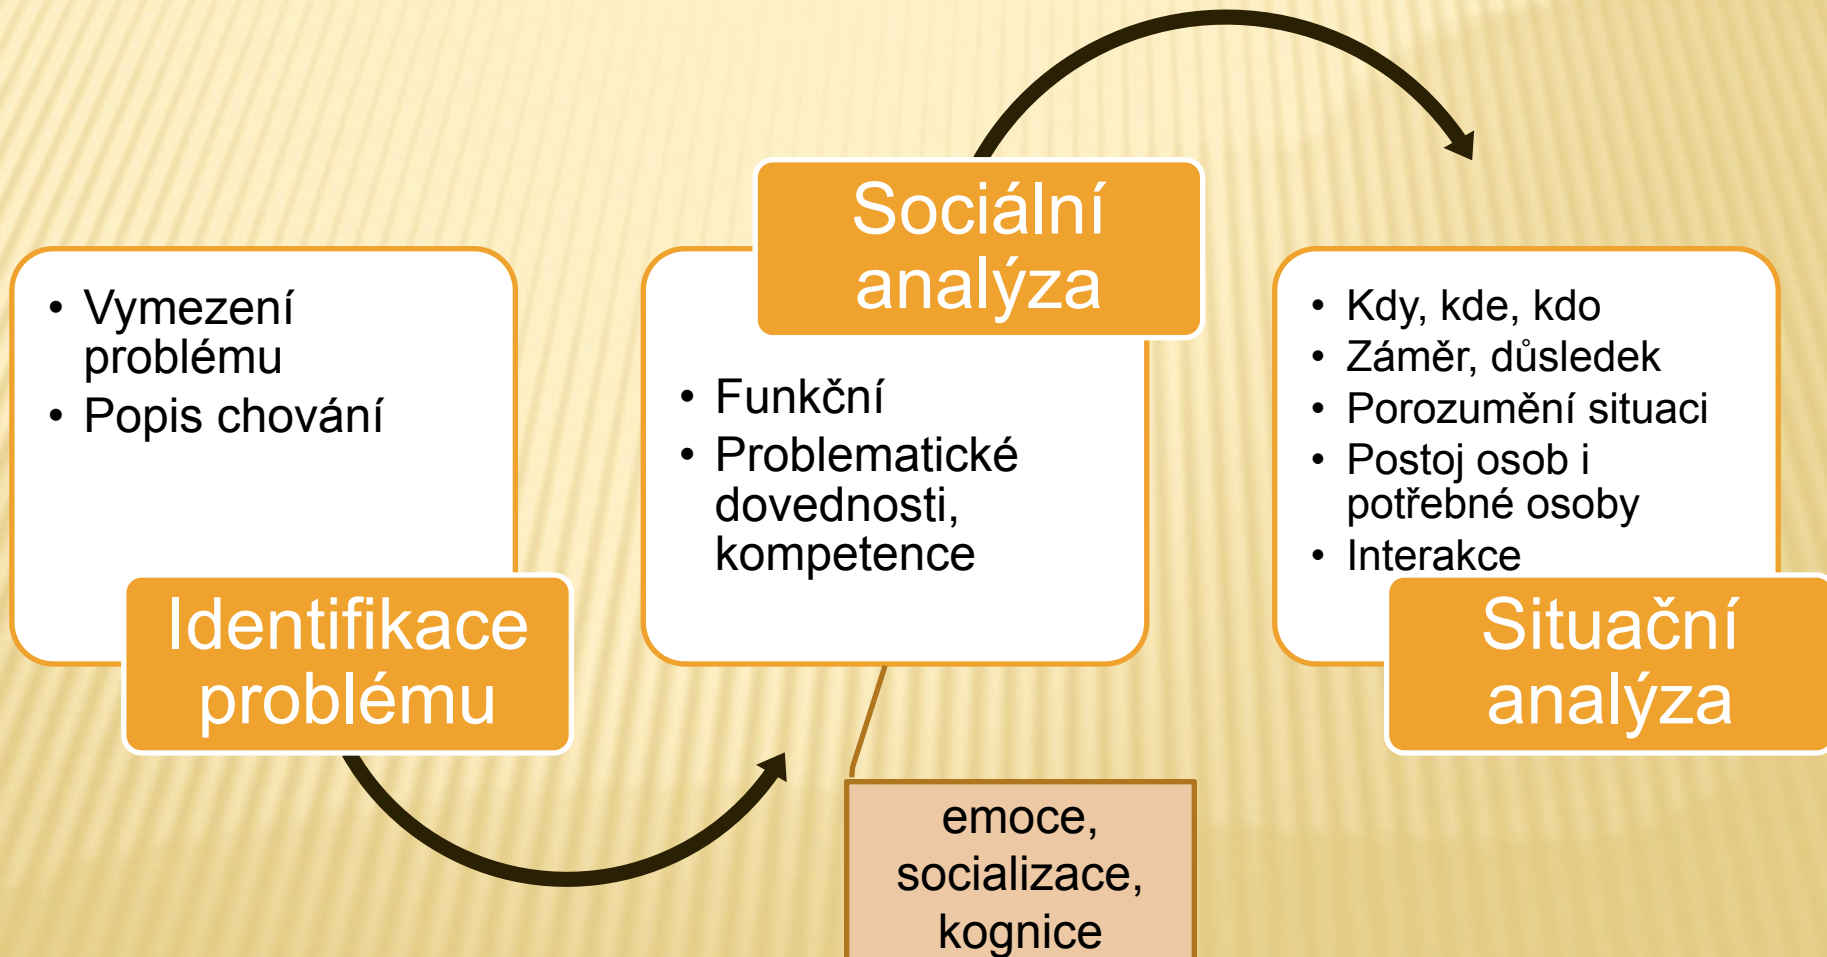 • Vymezení
problému
• Popis chování
Identifikace
problému
Sociální
analýza
• Funkční
• Problematické
dovednosti,
kompetence
emoce,
socializace,
kognice
• Kdy, kde, kdo
• Záměr, důsledek
• Porozumění situaci
• Postoj osob i
potřebné osoby
• Interakce
Situační
analýza